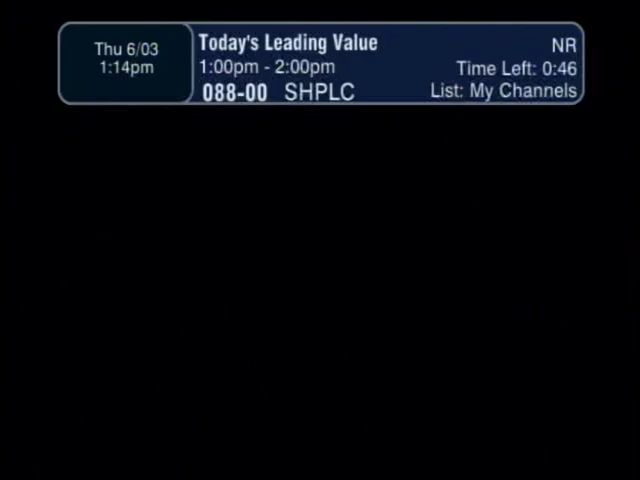 Thu 6/03
1:14pm
Today's Leading Value
NR
1:00pm - 2:00pm
Time Left: 0:46
088-00 SHPLC
List: My Channels